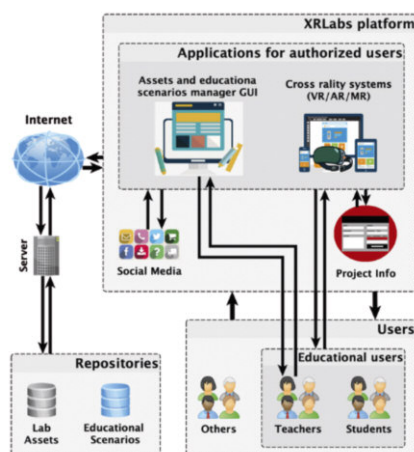 XRLabs platform
Applications for authorized users
Assets and educationa
scenarios manager GUI
Cross rality systems
(VR/AR/MR)
Internet
Server
Social Media
Project Info
Users
Educational users
Repositories
Lab
Assets
Educational
Scenarios
Others
Teachers
Students